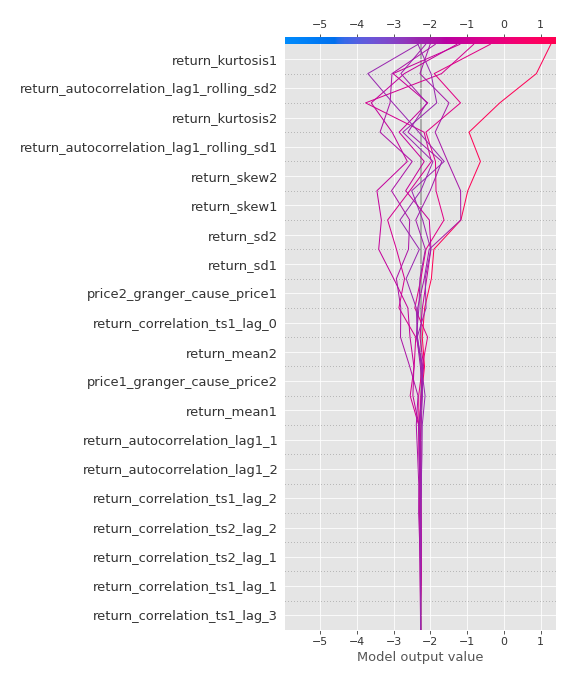 −5 −4 −3 −2 −1 0 1
return_kurtosis1
return_autocorrelation_lag1_rolling_sd2
return_kurtosis2
return_autocorrelation_lag1_rolling_sd1
return_skew2
return_skew1
return_sd2
return_sd1
price2_granger_cause_price1
return_correlation_ts1_lag_0
return_mean2
price1_granger_cause_price2
return_mean1
return_autocorrelation_lag1_1
return_autocorrelation_lag1_2
return_correlation_ts1_lag_2
return_correlation_ts2_lag_2
return_correlation_ts2_lag_1
return_correlation_ts1_lag_1
return_correlation_ts1_lag_3
−5 −4 −3 −2 −1 0 1
Model output value